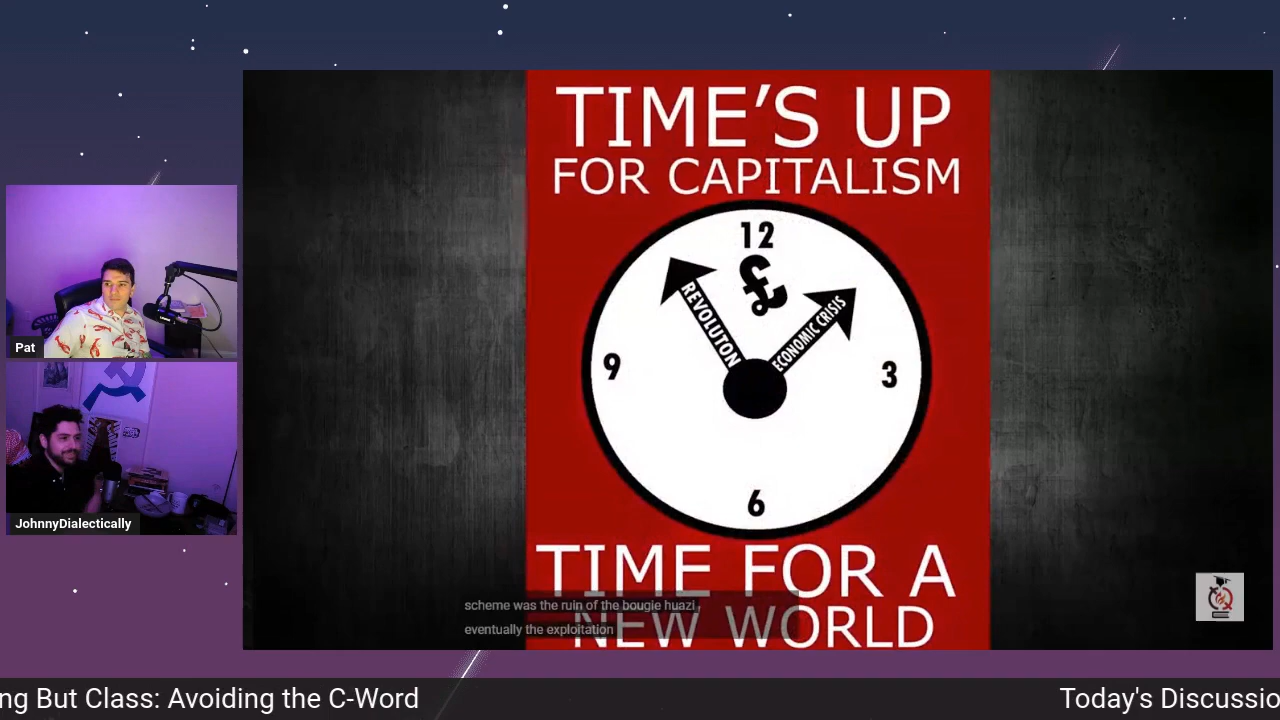 TIME'S UP
FOR CAPITALISM
12
£
REVOLUTON
ECONOMIC CRISIS
9
3
6
TIME FOR A
NEW WORLD
scheme was the ruin of the bougie huazi
eventually the exploitation
Pat
JohnnyDialectically
ng But Class: Avoiding the C-Word
Today's Discussio